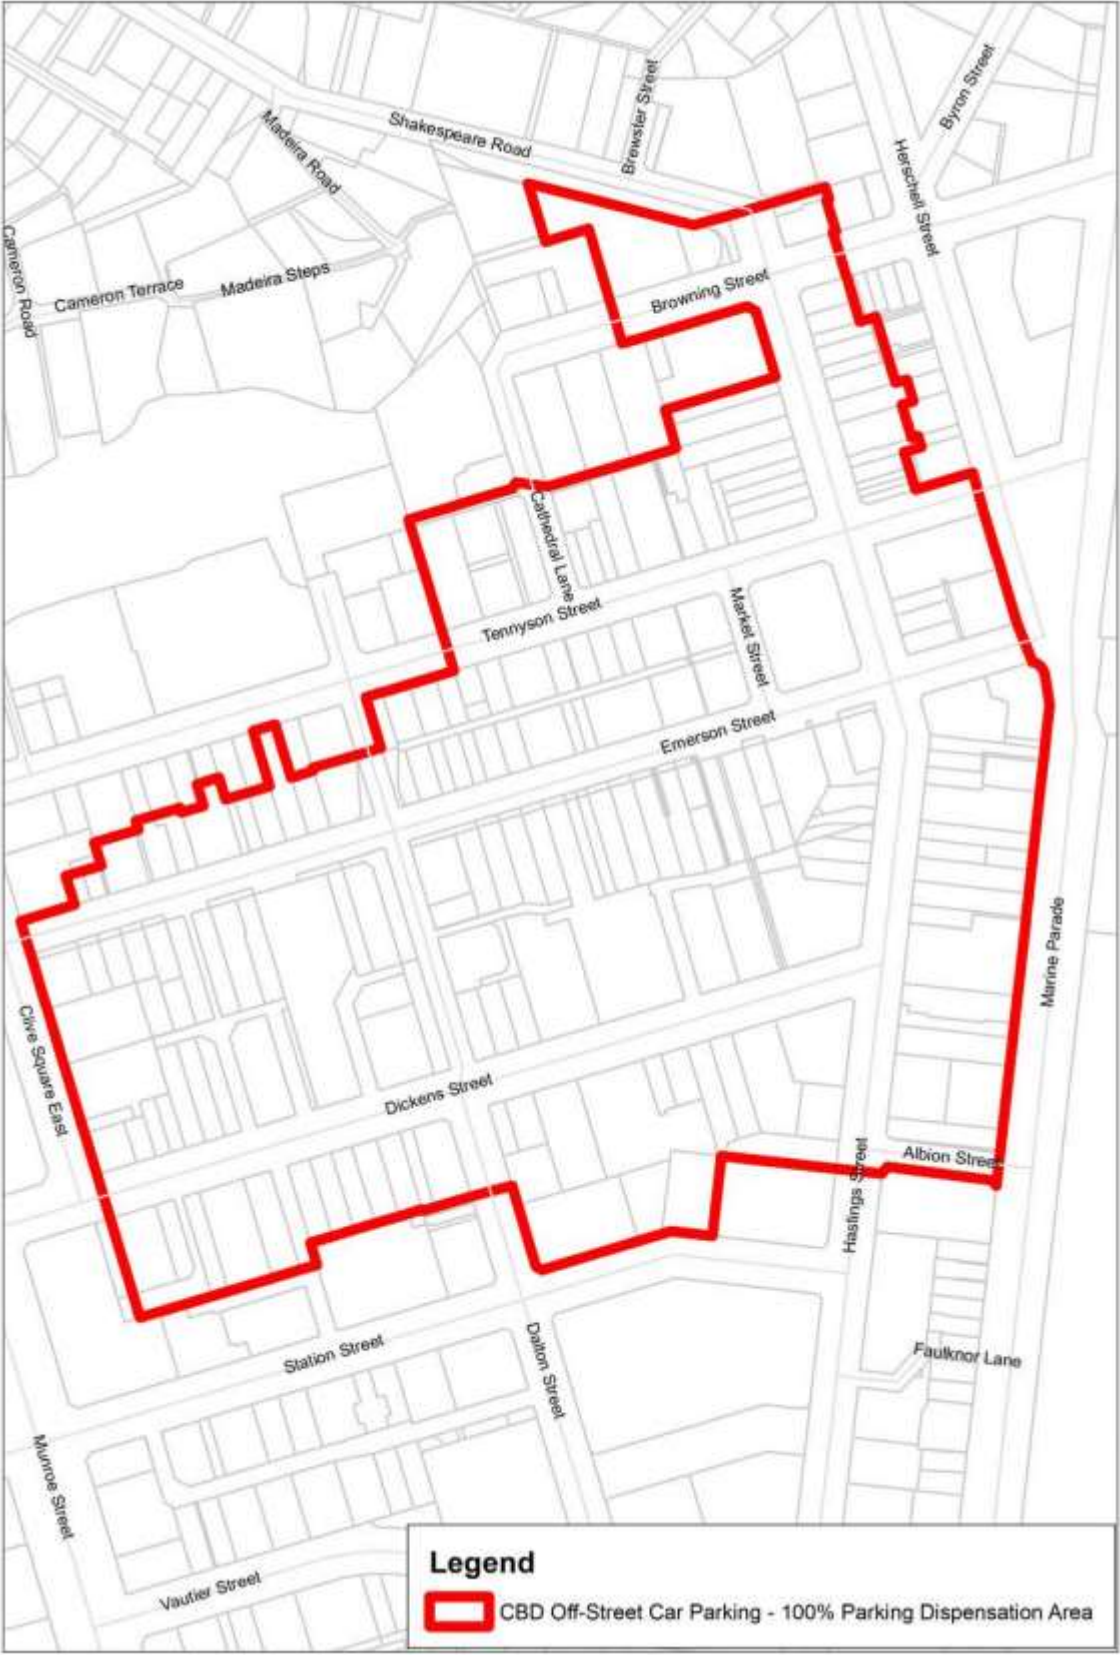 Byron Street
Brewster Street
Shakespeare Road
Madeira Road
Herschell Street
Cameron Road
Madeira Steps
Cameron Terrace
Browning Street
Cathedral Lane
Tennyson Street
Market Street
Emerson Street
Marine Parade
Clive Square East
Dickens Street
Albion Street
Hastings Street
Station Street
Dalton Street
Faulknor Lane
Munroe Street
Vautier Street
Legend
CBD Off-Street Car Parking - 100% Parking Dispensation Area